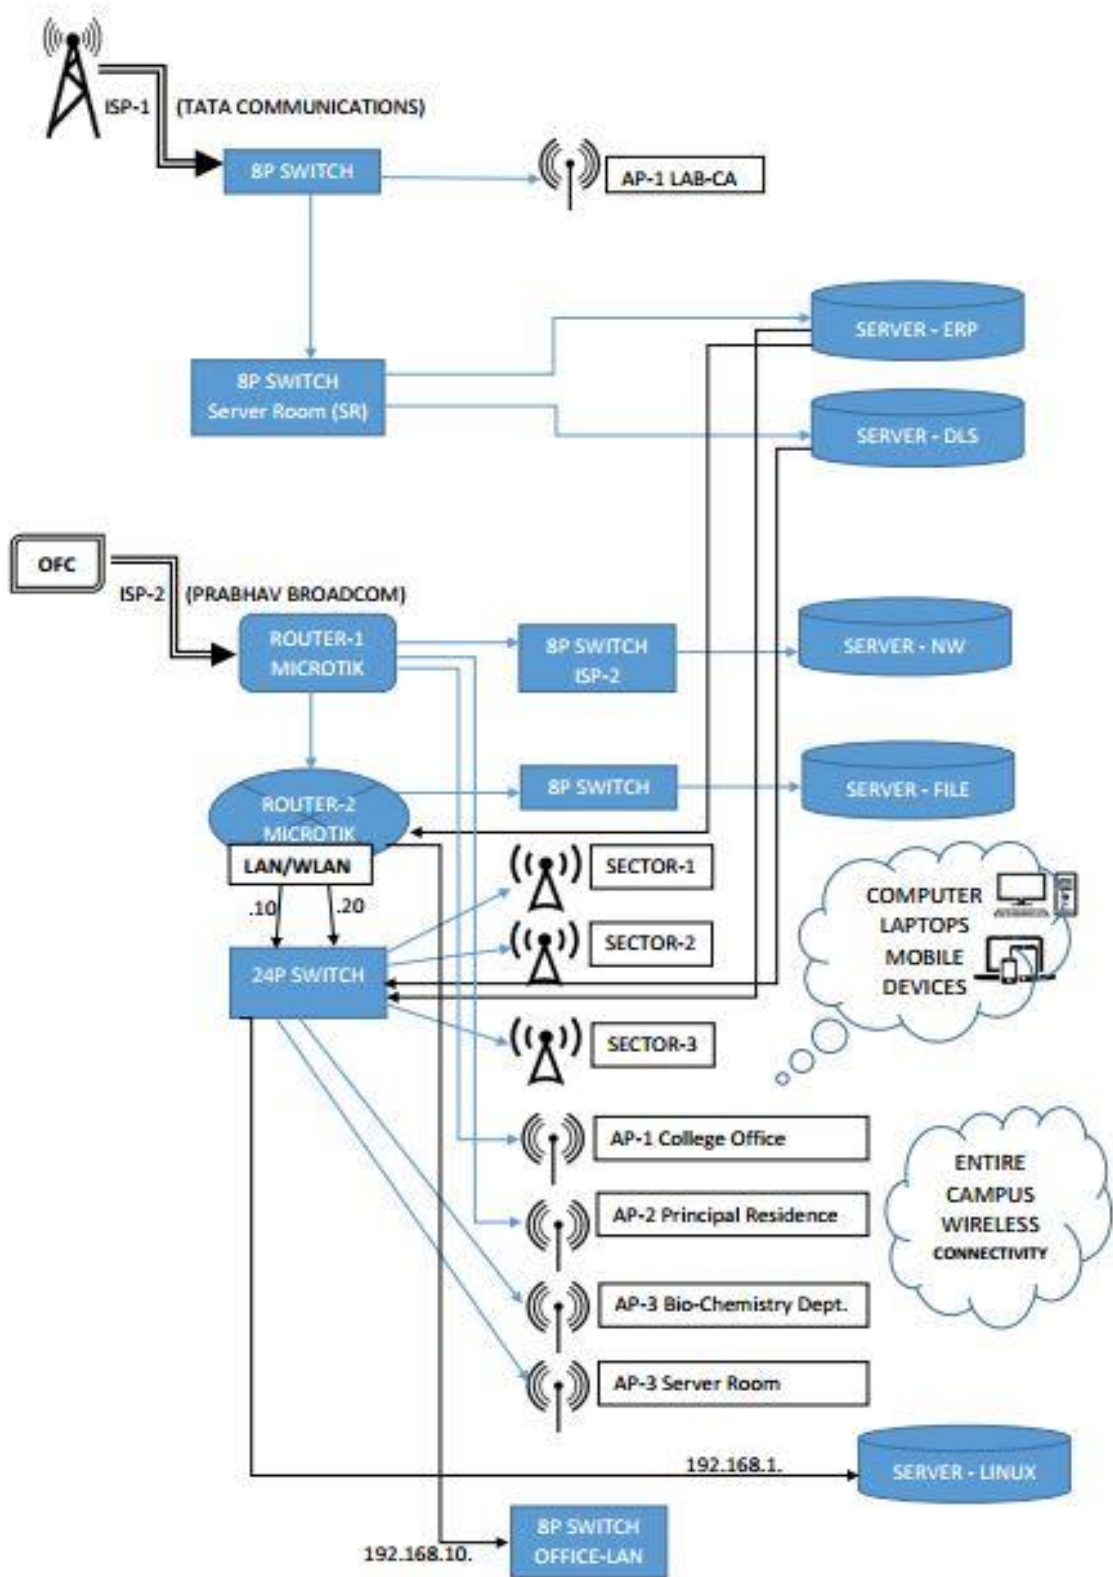 ISP-1 (TATA COMMUNICATIONS)
8P SWITCH
AP-1 LAB-CA
SERVER - ERP
8P SWITCH
Server Room (SR)
SERVER - DLS
OFC
ISP-2 (PRABHAV BROADCOM)
ROUTER-1
MICROTIK
8P SWITCH
ISP-2
SERVER - NW
ROUTER-2
MICROTIK
8P SWITCH
SERVER - FILE
LAN/WLAN
.10
.20
SECTOR-1
COMPUTER
LAPTOPS
MOBILE
DEVICES
SECTOR-2
24P SWITCH
SECTOR-3
AP-1 College Office
ENTIRE
CAMPUS
WIRELESS
CONNECTIVITY
AP-2 Principal Residence
AP-3 Bio-Chemistry Dept.
AP-3 Server Room
192.168.1.
SERVER - LINUX
192.168.10.
8P SWITCH
OFFICE-LAN